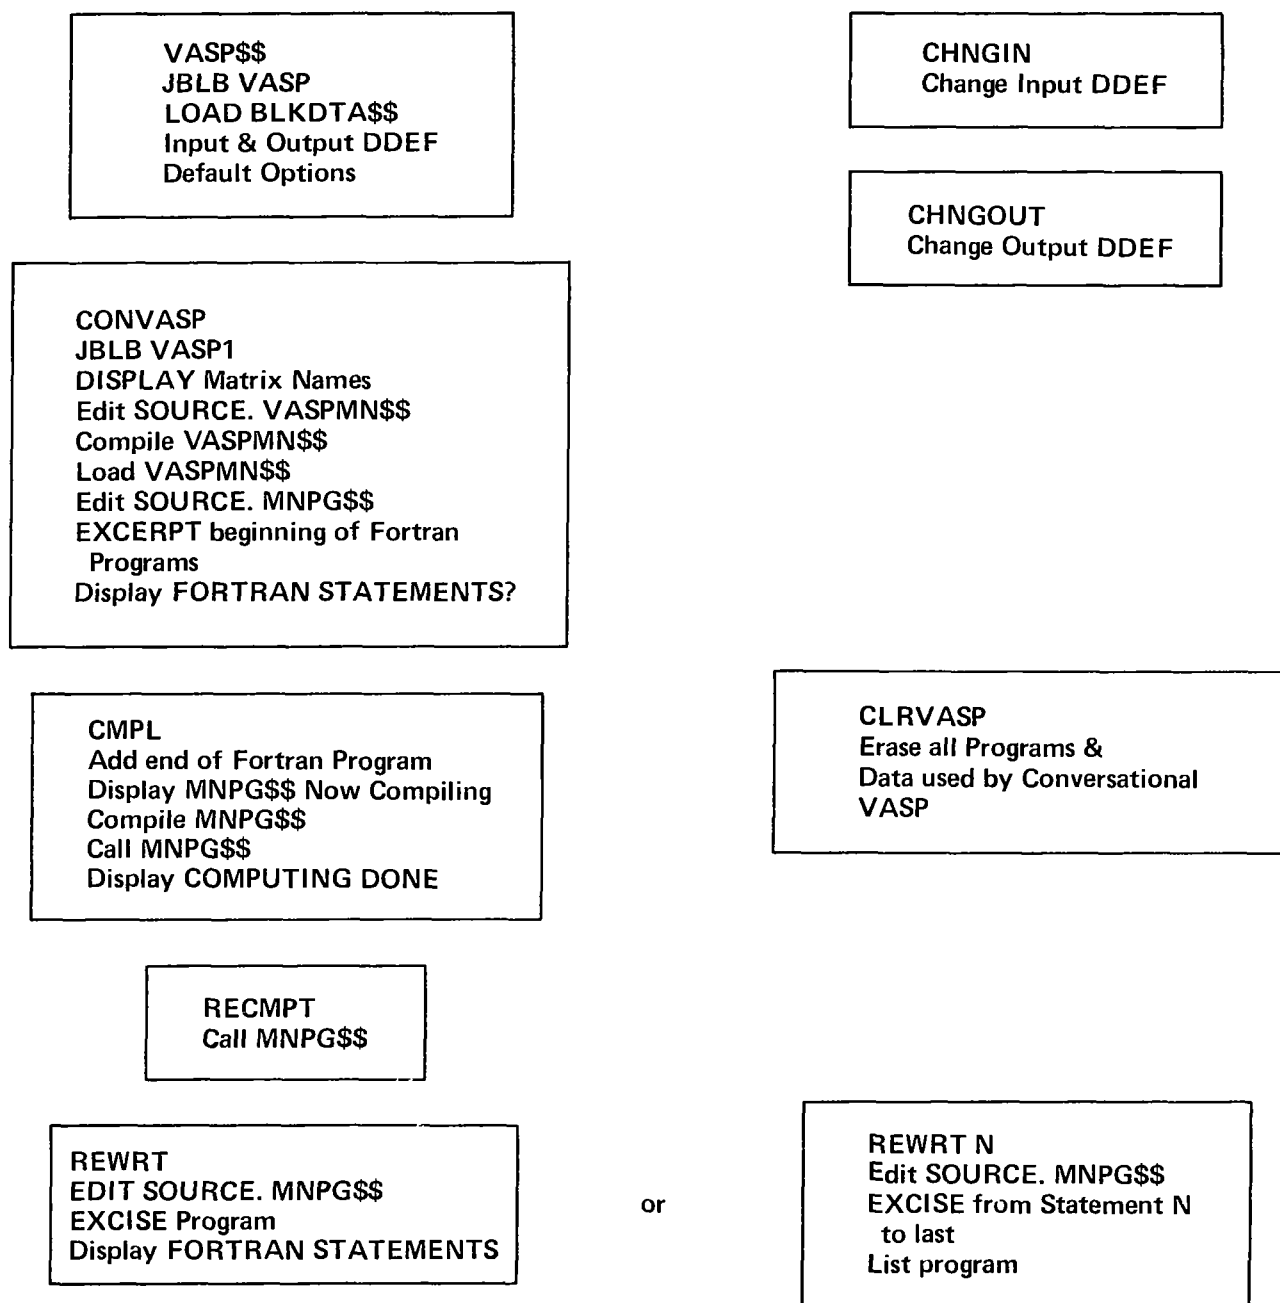 VASP$$
JBLB VASP
LOAD BLKDTA$$
Input & Output DDEF
Default Options
CHNGIN
Change Input DDEF
CHNGOUT
Change Output DDEF
CONVASP
JBLB VASP1
DISPLAY Matrix Names
Edit SOURCE. VASPMN$$
Compile VASPMN$$
Load VASPMN$$
Edit SOURCE. MNPG$$
EXCERPT beginning of Fortran
Programs
Display FORTRAN STATEMENTS?
CMPL
Add end of Fortran Program
Display MNPG$$ Now Compiling
Compile MNPG$$
Call MNPG$$
Display COMPUTING DONE
CLRVASP
Erase all Programs &
Data used by Conversational
VASP
RECMPT
Call MNPG$$
REWRT
EDIT SOURCE. MNPG$$
EXCISE Program
Display FORTRAN STATEMENTS
or
REWRT N
Edit SOURCE. MNPG$$
EXCISE from Statement N
to last
List program